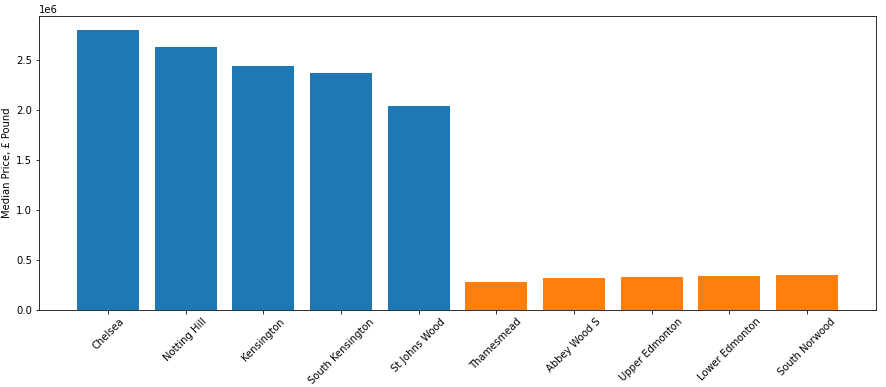 1e6
Median Price, £ Pound
2.5
2.0
1.5
1.0
0.5
0.0
Chelsea
Notting Hill
Kensington
South Kensington
St Johns Wood
Thamesmead
Abbey Wood S
Upper Edmonton
Lower Edmonton
South Norwood